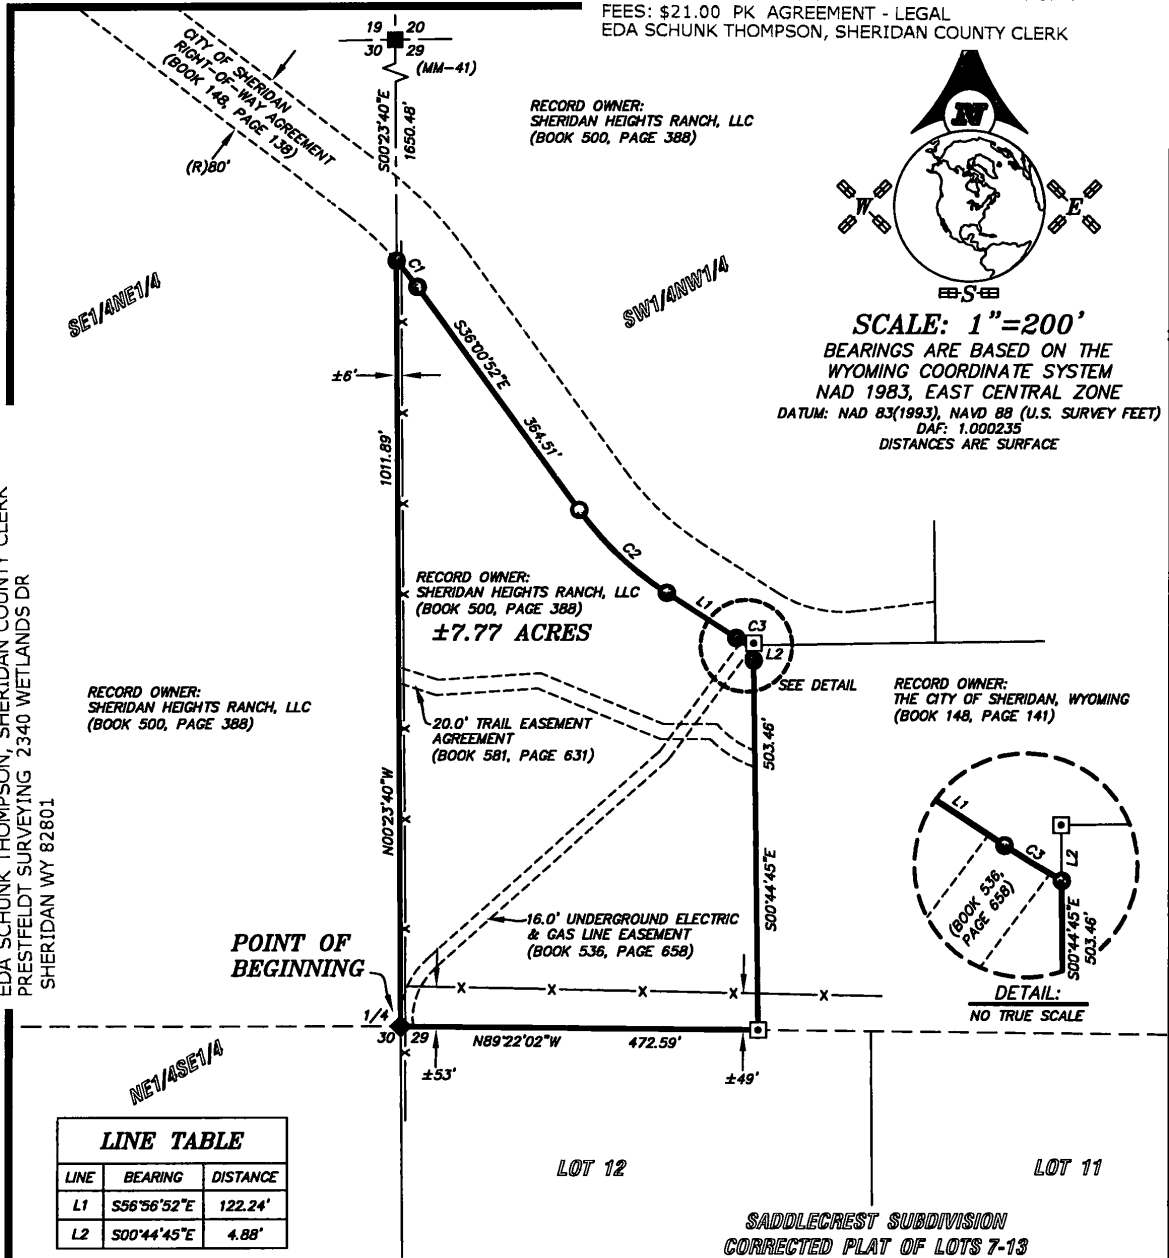 FEES: $21.00 PK AGREEMENT - LEGAL
EDA SCHUNK THOMPSON, SHERIDAN COUNTY CLERK
19 20
30 29
(MM-41)
CITY OF SHERIDAN
RIGHT-OF-WAY AGREEMENT
(BOOK 148, PAGE 138)
(R)80'
S00°23'40"E
1650.48'
RECORD OWNER:
SHERIDAN HEIGHTS RANCH, LLC
(BOOK 500, PAGE 388)
N
W
E
S
SCALE: 1"=200'
BEARINGS ARE BASED ON THE
WYOMING COORDINATE SYSTEM
NAD 1983, EAST CENTRAL ZONE
DATUM: NAD 83(1993), NAVD 88 (U.S. SURVEY FEET)
DAF: 1.000235
DISTANCES ARE SURFACE
SE1/4NE1/4
SW1/4NW1/4
C1
S36°00'52"E
364.51'
±6'
1011.89'
C2
RECORD OWNER:
SHERIDAN HEIGHTS RANCH, LLC
(BOOK 500, PAGE 388)
±7.77 ACRES
L1
C3
L2
SEE DETAIL
RECORD OWNER:
SHERIDAN HEIGHTS RANCH, LLC
(BOOK 500, PAGE 388)
RECORD OWNER:
THE CITY OF SHERIDAN, WYOMING
(BOOK 148, PAGE 141)
20.0' TRAIL EASEMENT
AGREEMENT
(BOOK 581, PAGE 631)
503.46'
S00°44'45"E
N00°23'40"W
16.0' UNDERGROUND ELECTRIC
& GAS LINE EASEMENT
(BOOK 536, PAGE 658)
L1
C3
L2
(BOOK 536,
PAGE 658)
S00°44'45"E
503.46'
DETAIL:
NO TRUE SCALE
EDA SCHUNK THOMPSON, SHERIDAN COUNTY CLERK
PRESTFELDT SURVEYING 2340 WETLANDS DR
SHERIDAN WY 82801
POINT OF
BEGINNING
X X X X X
1/4
30 29
N89°22'02"W 472.59'
±53'
±49'
NE1/4SE1/4
LINE TABLE
LINE BEARING DISTANCE
L1 S56°56'52"E 122.24'
L2 S00°44'45"E 4.88'
LOT 12
LOT 11
SADDLECREST SUBDIVISION
CORRECTED PLAT OF LOTS 7-13